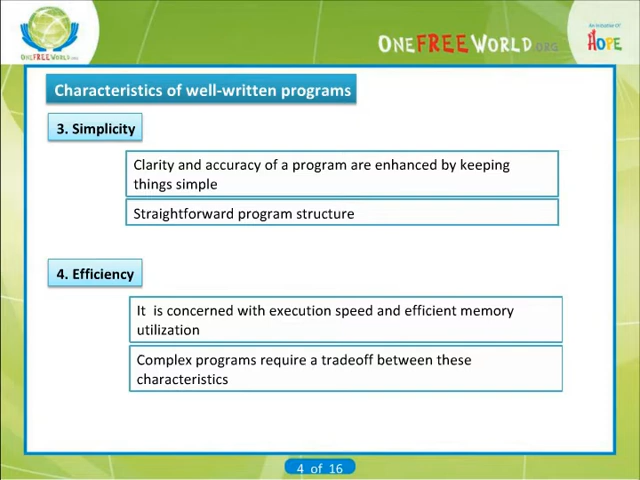 ONEFREEWORLD.ORG
ONEFREEWORLD.ORG
An Initiative Of
HOPE
Characteristics of well-written programs
3. Simplicity
Clarity and accuracy of a program are enhanced by keeping
things simple
Straightforward program structure
4. Efficiency
It  is concerned with execution speed and efficient memory
utilization
Complex programs require a tradeoff between these
characteristics
4 of 16